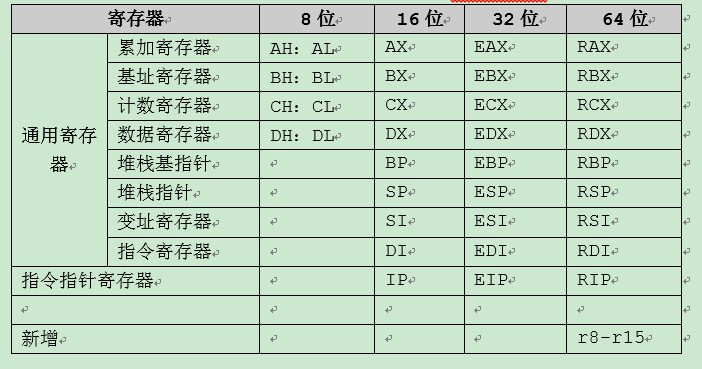 寄存器 8 位 16 位 32 位 64 位
累加寄存器 AH: AL AX EAX RAX
基址寄存器 BH: BL BX EBX RBX
计数寄存器 CH: CL CX ECX RCX
通用寄存 数据寄存器 DH: DL DX EDX RDX
器 堆栈基指针 BP EBP RBP
堆栈指针 SP ESP RSP
变址寄存器 SI ESI RSI
指令寄存器 DI EDI RDI
指令指针寄存器 IP EIP RIP
新增 r8-r15